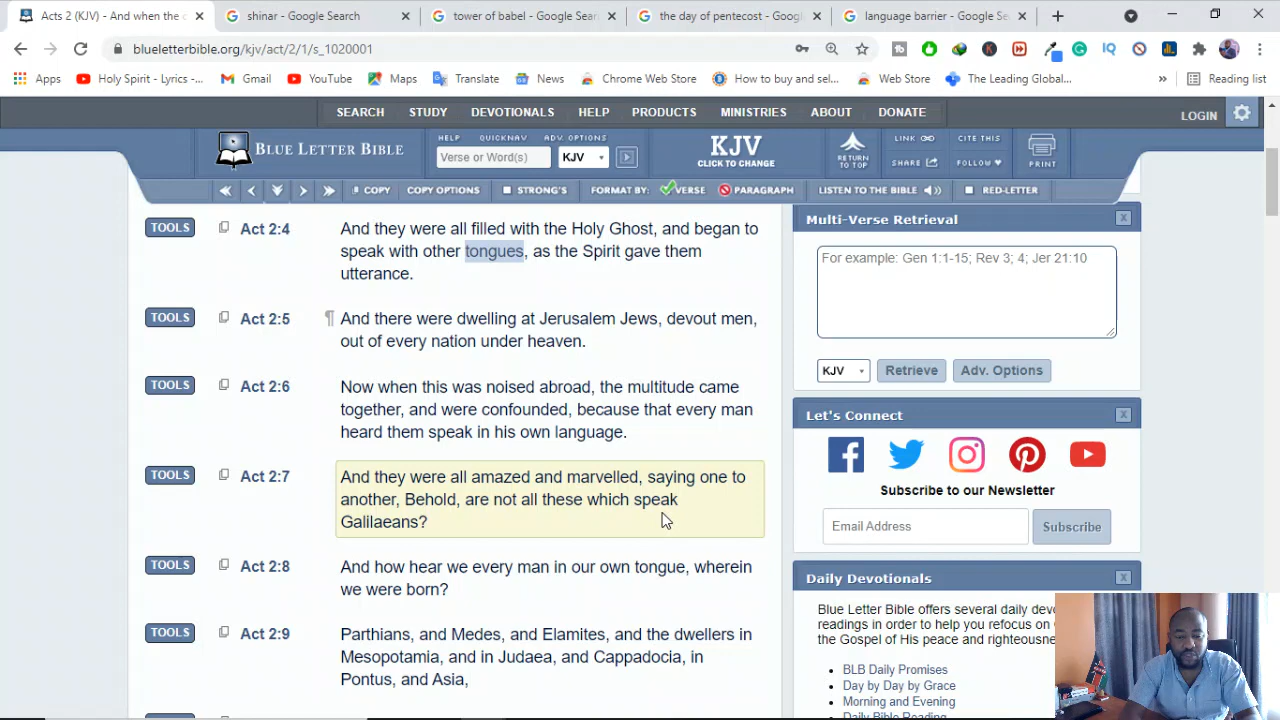 Acts 2 (KJV) - And when the c
shinar - Google Search
tower of babel - Google Sear
the day of pentecost - Googl
language barrier - Google Se
blueletterbible.org/kjv/act/2/1/s_1020001
Apps
Holy Spirit - Lyrics -...
Gmail
YouTube
Maps
Translate
News
Chrome Web Store
How to buy and sel...
Web Store
The Leading Global...
»
Reading list
SEARCH
STUDY
DEVOTIONALS
HELP
PRODUCTS
MINISTRIES
ABOUT
DONATE
LOGIN
BLUE LETTER BIBLE
HELP
QUICKNAV
ADV. OPTIONS
Verse or Word(s)
KJV
KJV
CLICK TO CHANGE
RETURN
TO TOP
LINK
CITE THIS
SHARE
FOLLOW
PRINT
COPY
COPY OPTIONS
STRONG'S
FORMAT BY:
VERSE
PARAGRAPH
LISTEN TO THE BIBLE
RED-LETTER
TOOLS
Act 2:4
And they were all filled with the Holy Ghost, and began to
speak with other tongues, as the Spirit gave them
utterance.
TOOLS
Act 2:5
¶ And there were dwelling at Jerusalem Jews, devout men,
out of every nation under heaven.
TOOLS
Act 2:6
Now when this was noised abroad, the multitude came
together, and were confounded, because that every man
heard them speak in his own language.
TOOLS
Act 2:7
And they were all amazed and marvelled, saying one to
another, Behold, are not all these which speak
Galilaeans?
TOOLS
Act 2:8
And how hear we every man in our own tongue, wherein
we were born?
TOOLS
Act 2:9
Parthians, and Medes, and Elamites, and the dwellers in
Mesopotamia, and in Judaea, and Cappadocia, in
Pontus, and Asia,
Multi-Verse Retrieval
X
For example: Gen 1:1-15; Rev 3; 4; Jer 21:10
KJV
Retrieve
Adv. Options
Let's Connect
X
Subscribe to our Newsletter
Email Address
Subscribe
Daily Devotionals
X
Blue Letter Bible offers several daily devo
readings in order to help you refocus on
the Gospel of His peace and righteousne
BLB Daily Promises
Day by Day by Grace
Morning and Evening
Daily Bible Reading